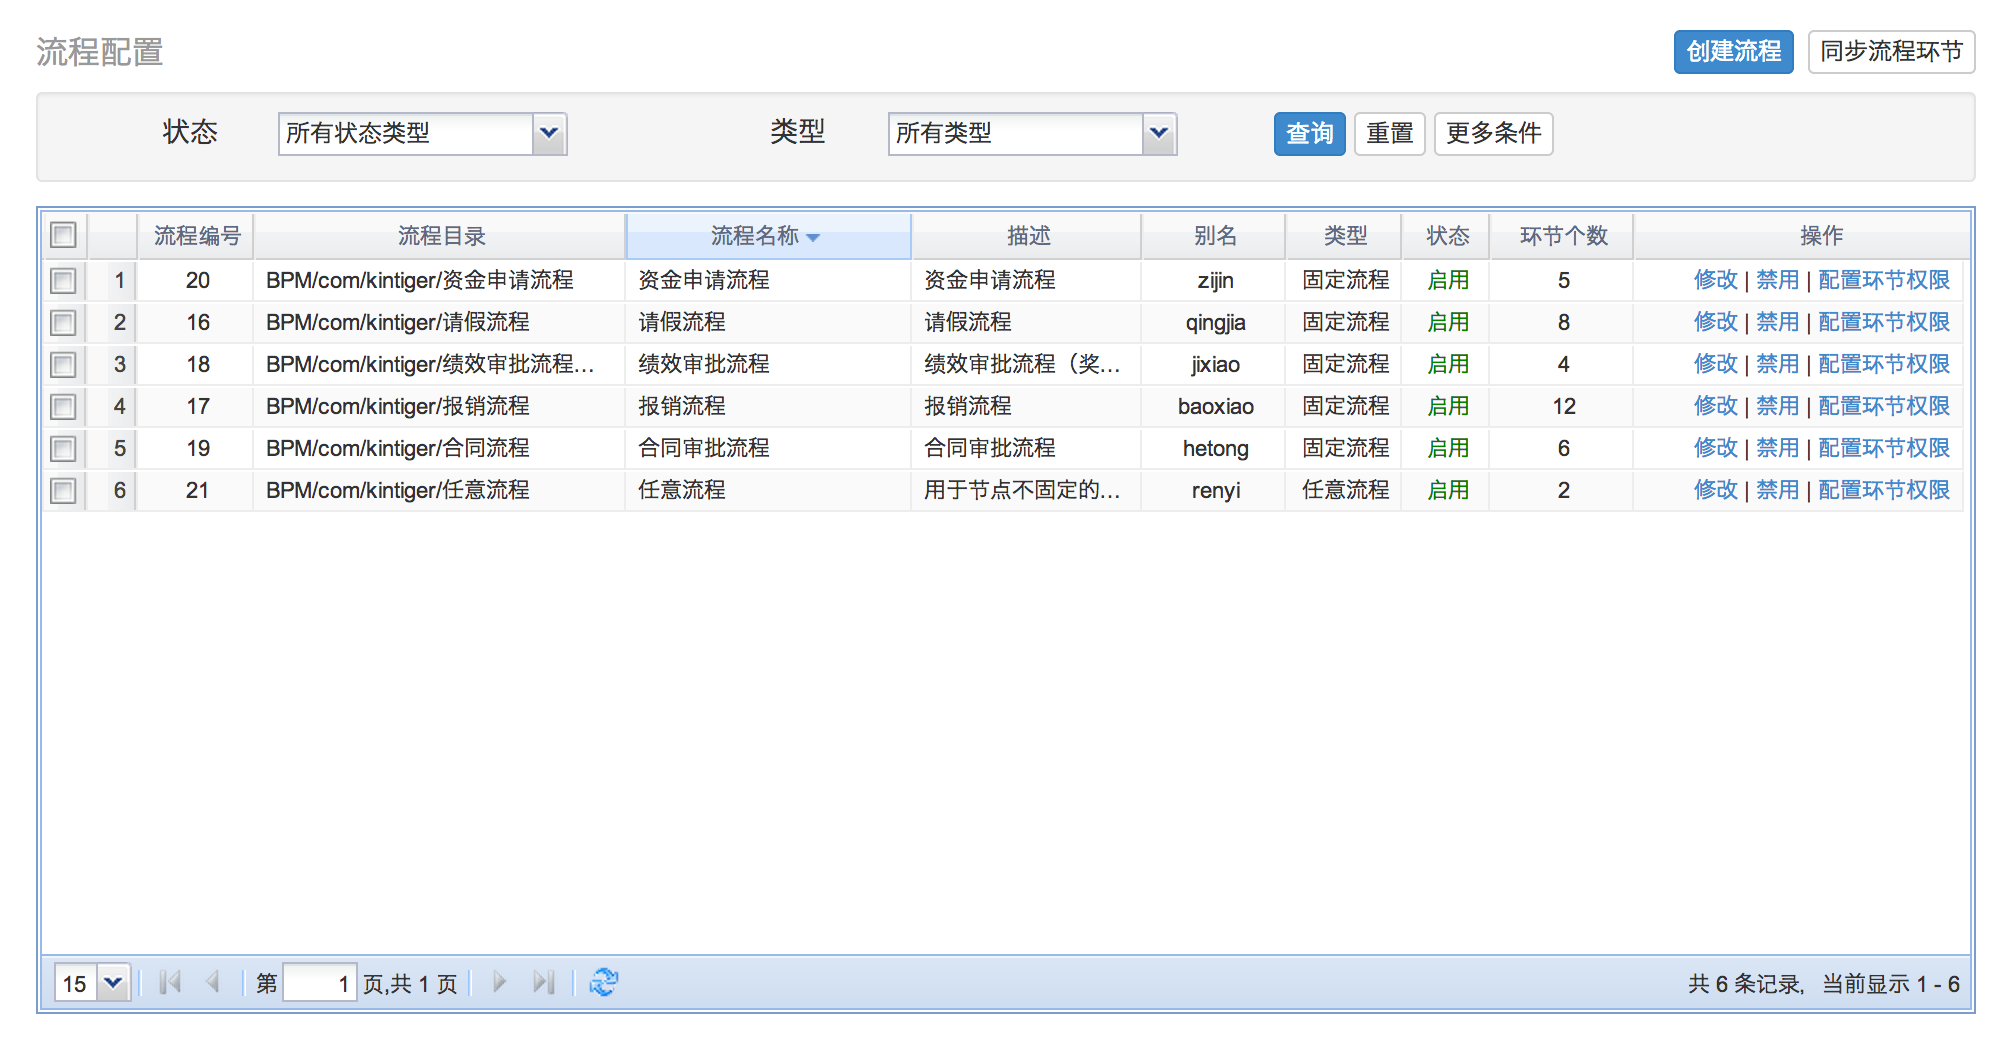 流程配置
创建流程 同步流程环节
状态 所有状态类型 类型 所有类型 查询 重置 更多条件
流程编号 流程目录 流程名称 描述 别名 类型 状态 环节个数 操作
1 20 BPM/com/kintiger/资金申请流程 资金申请流程 资金申请流程 zijin 固定流程 启用 5 修改 | 禁用 | 配置环节权限
2 16 BPM/com/kintiger/请假流程 请假流程 请假流程 qingjia 固定流程 启用 8 修改 | 禁用 | 配置环节权限
3 18 BPM/com/kintiger/绩效审批流程... 绩效审批流程 绩效审批流程（奖... jixiao 固定流程 启用 4 修改 | 禁用 | 配置环节权限
4 17 BPM/com/kintiger/报销流程 报销流程 报销流程 baoxiao 固定流程 启用 12 修改 | 禁用 | 配置环节权限
5 19 BPM/com/kintiger/合同流程 合同审批流程 合同审批流程 hetong 固定流程 启用 6 修改 | 禁用 | 配置环节权限
6 21 BPM/com/kintiger/任意流程 任意流程 用于节点不固定的... renyi 任意流程 启用 2 修改 | 禁用 | 配置环节权限
15 第 1 页,共 1 页 共 6 条记录, 当前显示 1 - 6